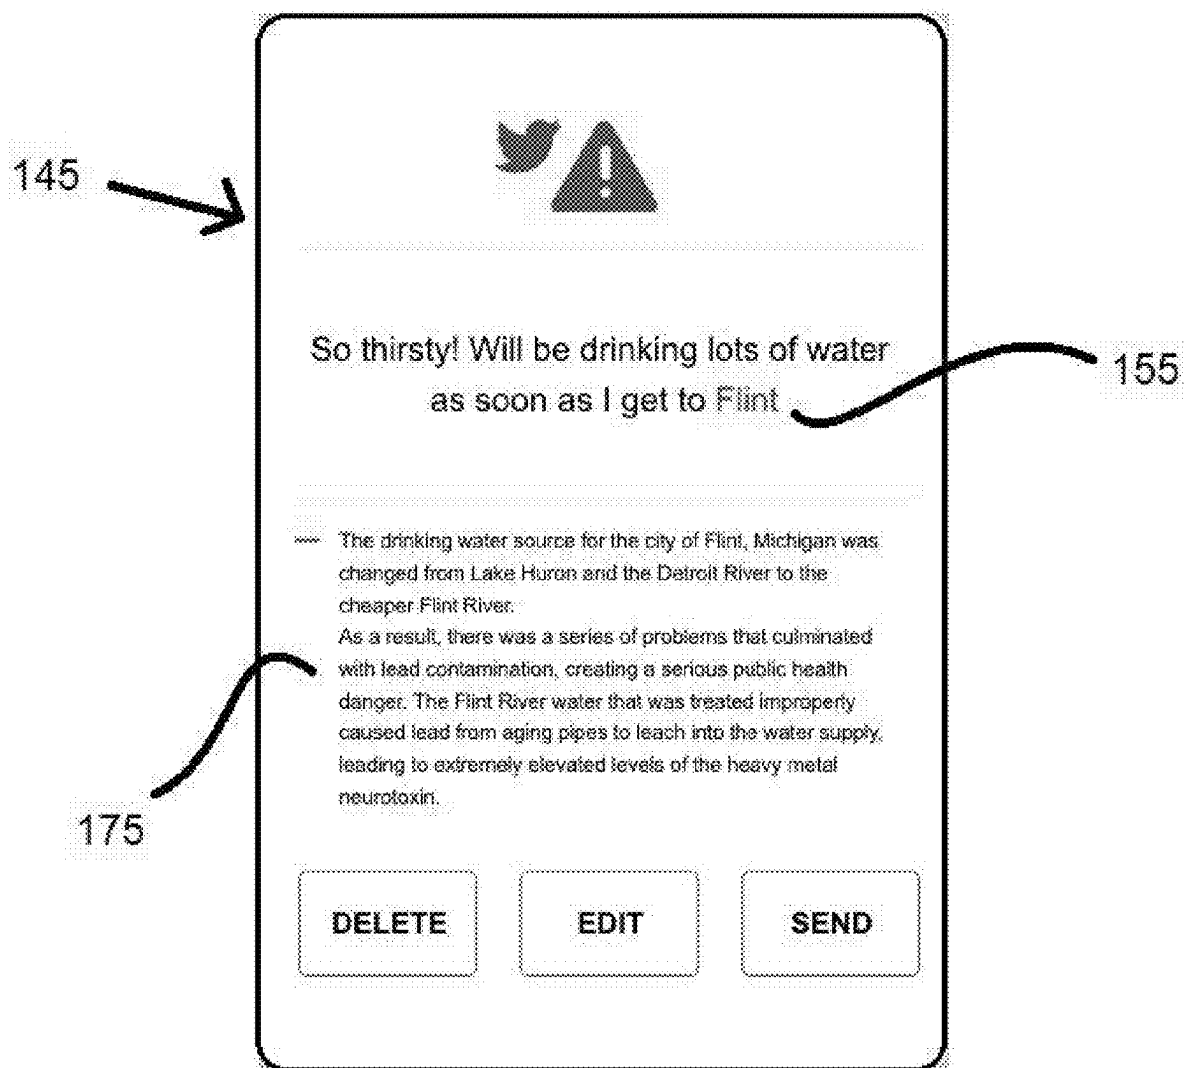 145
So thirsty! Will be drinking lots of water
as soon as I get to Flint
155
The drinking water source for the city of Flint, Michigan was
changed from Lake Huron and the Detroit River to the
cheaper Flint River.
As a result, there was a series of problems that culminated
with lead contamination, creating a serious public health
danger. The Flint River water that was treated improperly
caused lead from aging pipes to leach into the water supply,
leading to extremely elevated levels of the heavy metal
neurotoxin.
175
DELETE EDIT SEND